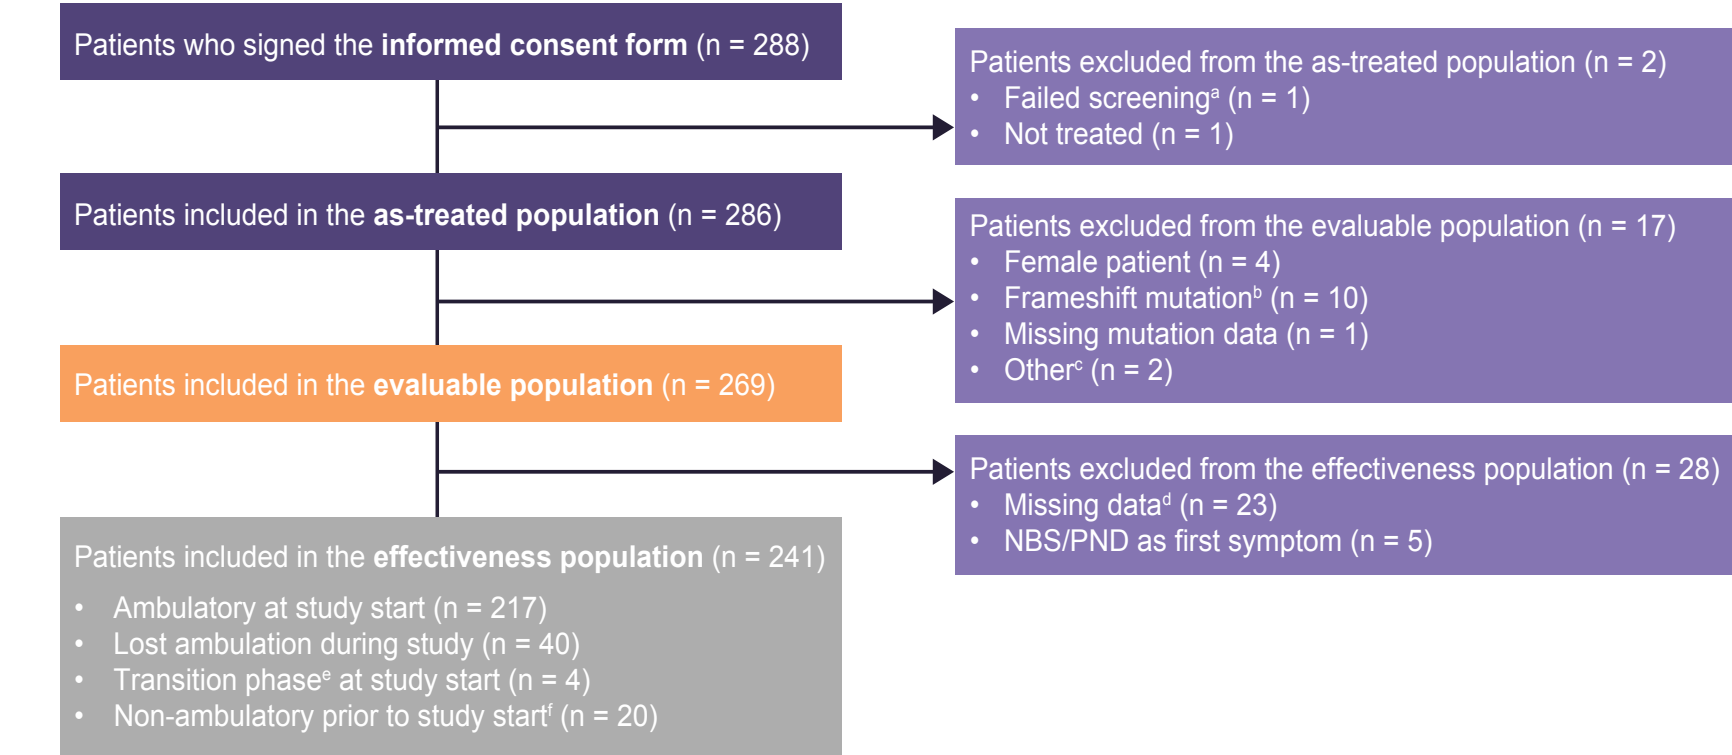 Patients who signed the informed consent form (n = 288)
Patients excluded from the as-treated population (n = 2)
• Failed screeningᵃ (n = 1)
• Not treated (n = 1)
Patients included in the as-treated population (n = 286)
Patients excluded from the evaluable population (n = 17)
• Female patient (n = 4)
• Frameshift mutationᵇ (n = 10)
• Missing mutation data (n = 1)
• Otherᶜ (n = 2)
Patients included in the evaluable population (n = 269)
Patients excluded from the effectiveness population (n = 28)
• Missing dataᵈ (n = 23)
• NBS/PND as first symptom (n = 5)
Patients included in the effectiveness population (n = 241)
• Ambulatory at study start (n = 217)
• Lost ambulation during study (n = 40)
• Transition phaseᵉ at study start (n = 4)
• Non-ambulatory prior to study startᶠ (n = 20)